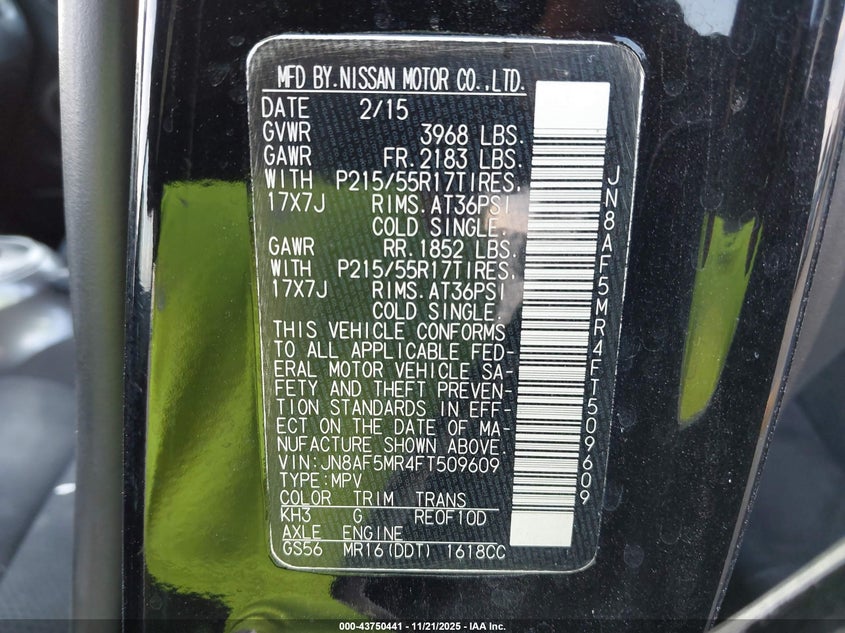 MFD BY.NISSAN MOTOR CO.,LTD.
DATE 2/15
GVWR 3968 LBS.
GAWR FR.2183 LBS.
WITH P215/55R17TIRES,
17X7J RIMS.AT36PSI
COLD SINGLE.
GAWR RR.1852 LBS.
WITH P215/55R17TIRES,
17X7J RIMS.AT36PSI
COLD SINGLE.
THIS VEHICLE CONFORMS
TO ALL APPLICABLE FED-
ERAL MOTOR VEHICLE SA-
FETY AND THEFT PREVEN-
TION STANDARDS IN EFF-
ECT ON THE DATE OF MA-
NUFACTURE SHOWN ABOVE.
VIN:JN8AF5MR4FT509609
TYPE:MPV
COLOR TRIM TRANS
KH3 G REOF10D
AXLE ENGINE
GS56 MR16(DDT) 1618CC
JN8AF5MR4FT509609
000-43750441 - 11/21/2025 - IAA Inc.